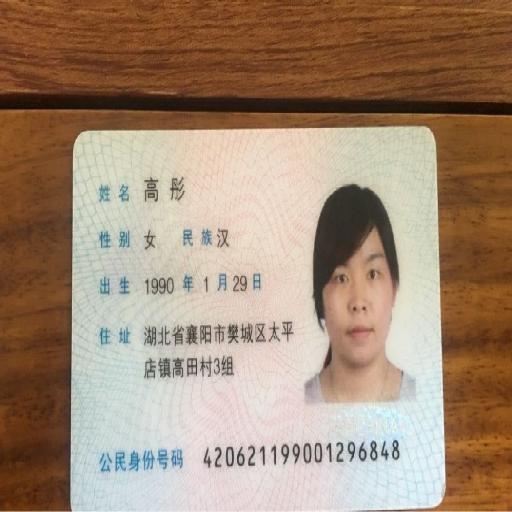 姓名 高彤
性别 女 民族 汉
出生 1990 年 1 月 29 日
住址 湖北省襄阳市樊城区太平
店镇高田村3组
公民身份号码 420621199001296848